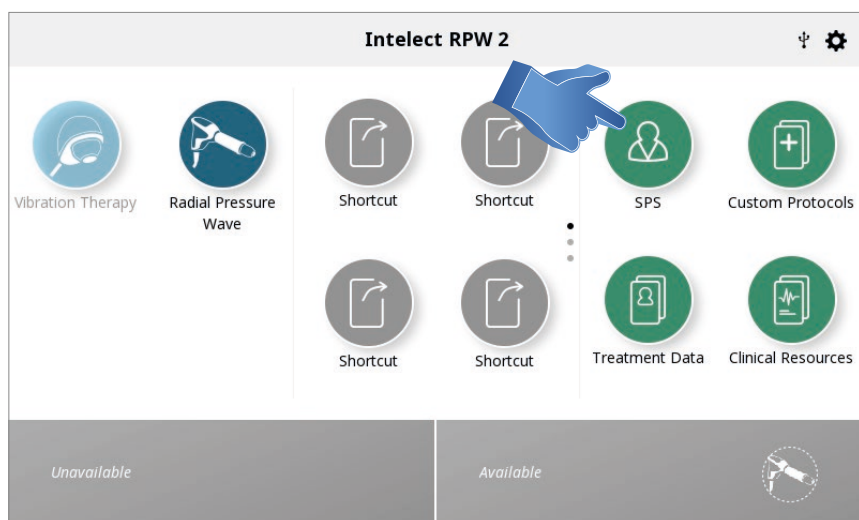 Intelect RPW 2
Vibration Therapy
Radial Pressure
Wave
Shortcut
Shortcut
SPS
Custom Protocols
Shortcut
Shortcut
Treatment Data
Clinical Resources
Unavailable
Available